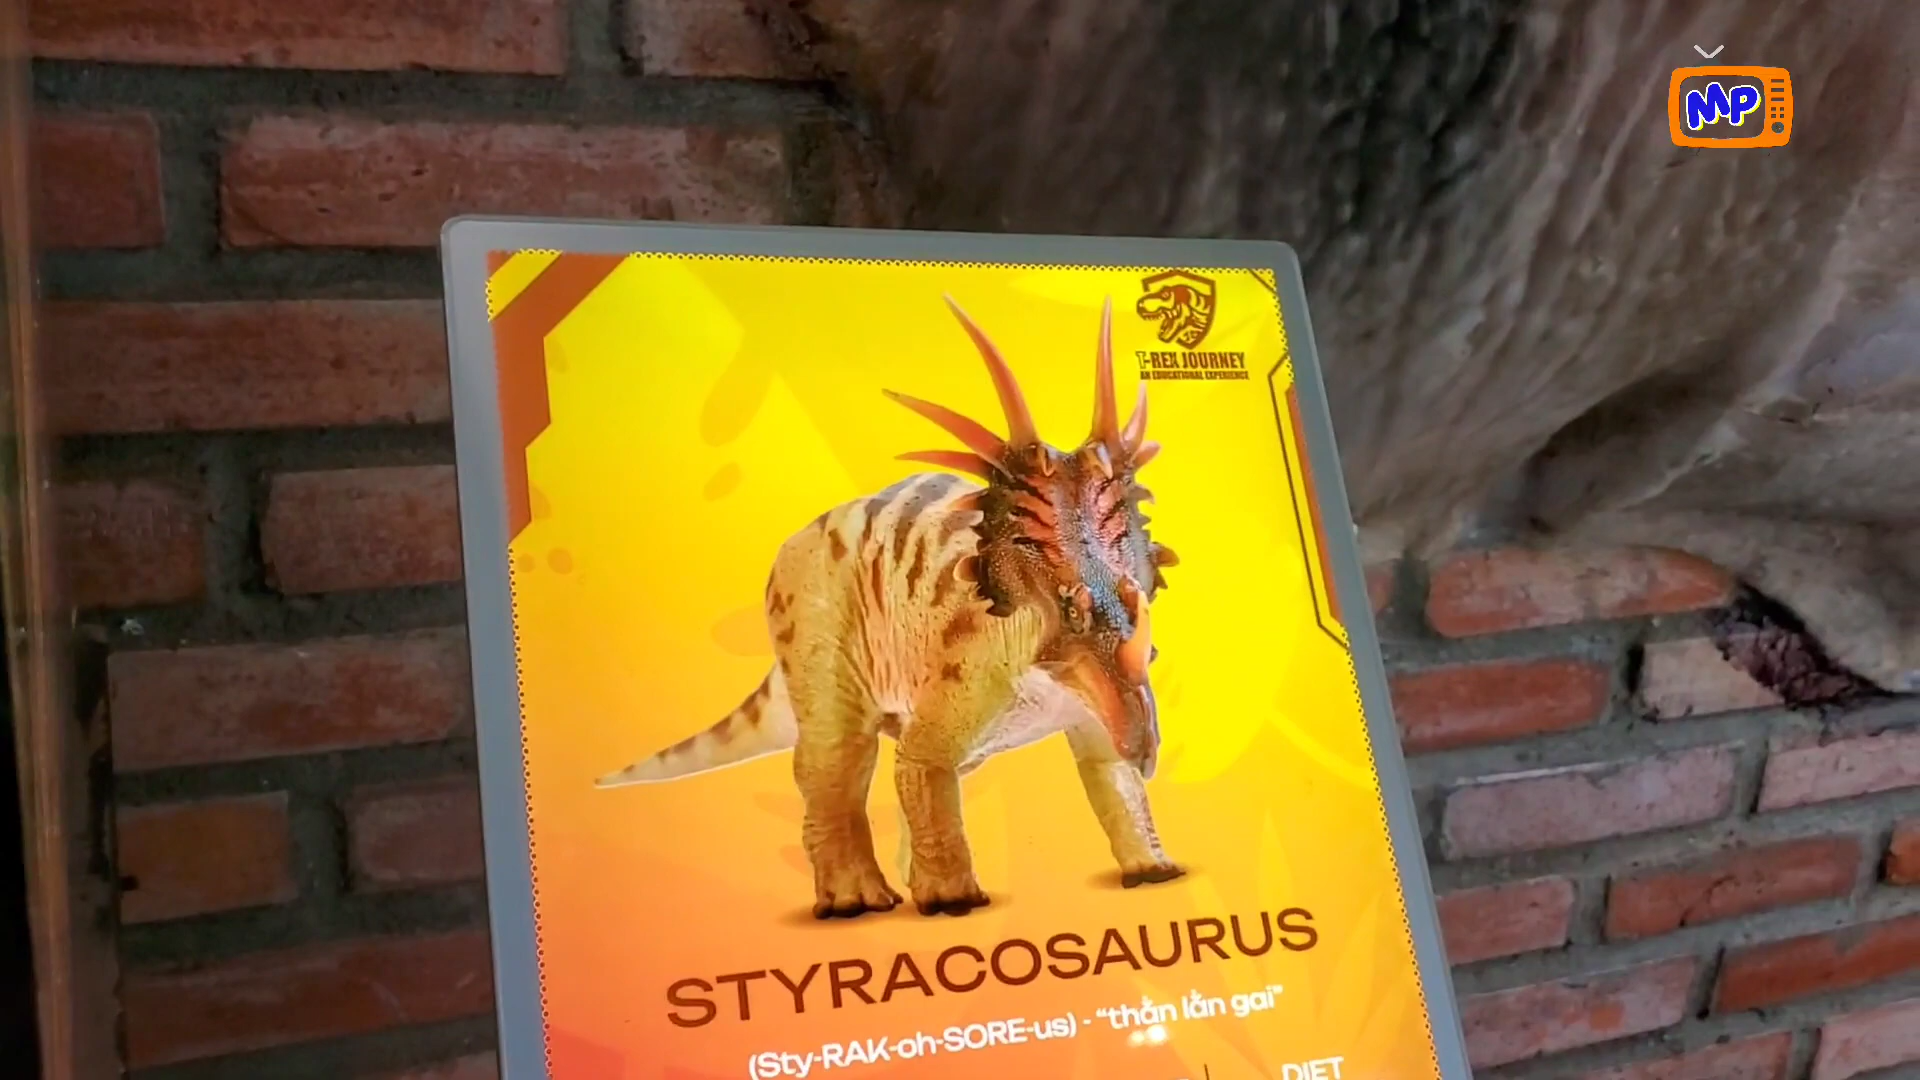 MP
T-REX JOURNEY
AN EDUCATIONAL EXPERIENCE
STYRACOSAURUS
(Sty-RAK-oh-SORE-us) - “thằn lằn gai”
DIET